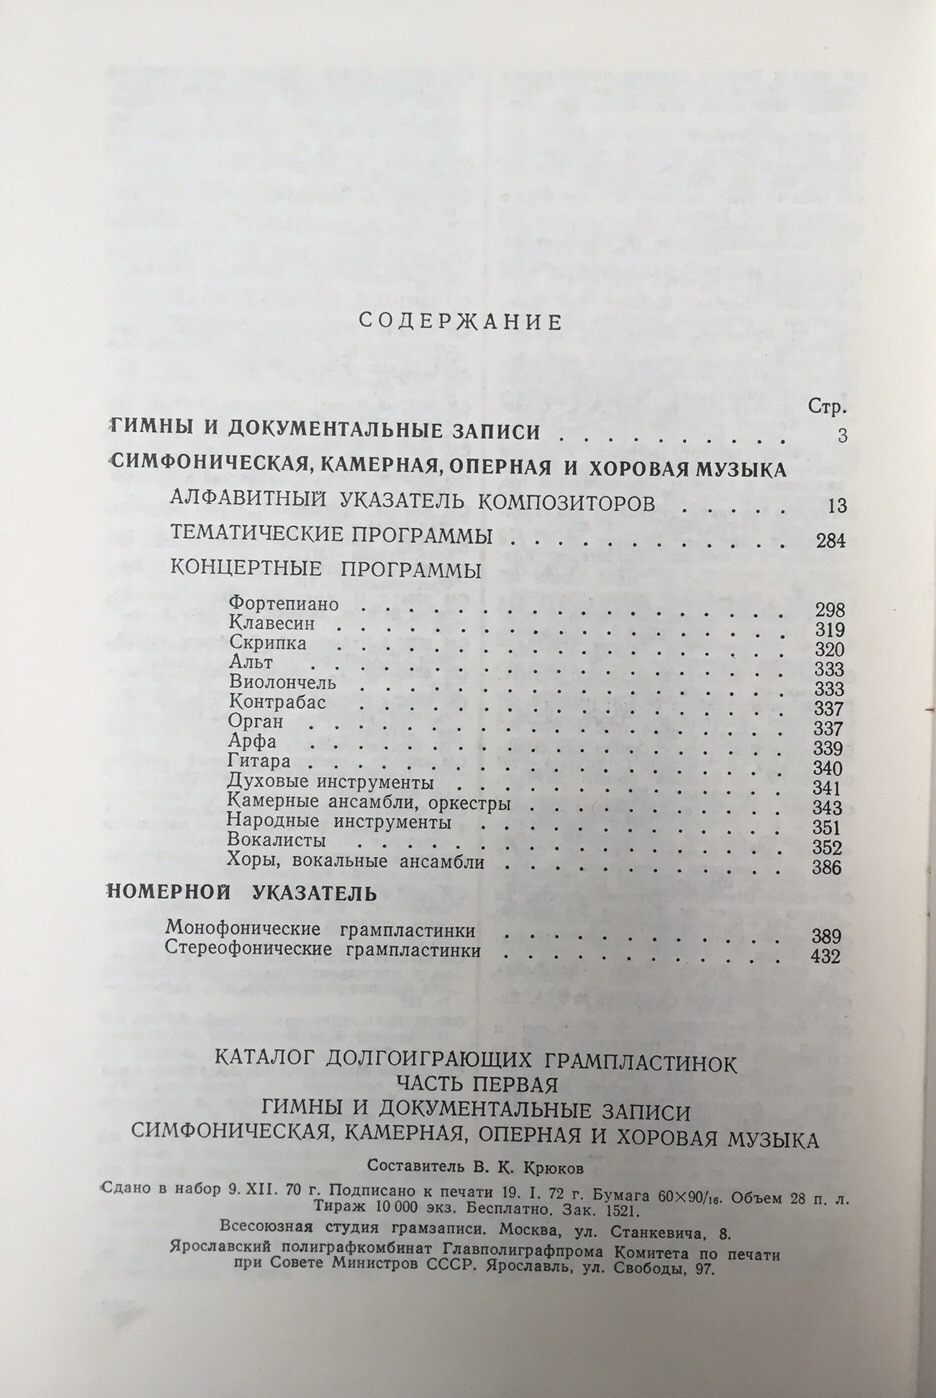 СОДЕРЖАНИЕ
Стр.
ГИМНЫ И ДОКУМЕНТАЛЬНЫЕ ЗАПИСИ . . . . . . . . . . 3
СИМФОНИЧЕСКАЯ, КАМЕРНАЯ, ОПЕРНАЯ И ХОРОВАЯ МУЗЫКА
АЛФАВИТНЫЙ УКАЗАТЕЛЬ КОМПОЗИТОРОВ . . . . . 13
ТЕМАТИЧЕСКИЕ ПРОГРАММЫ . . . . . . . . . . . . 284
КОНЦЕРТНЫЕ ПРОГРАММЫ
Фортепиано . . . . . . . . . . . . . . . . . . 298
Клавесин . . . . . . . . . . . . . . . . . . . 319
Скрипка . . . . . . . . . . . . . . . . . . . 320
Альт . . . . . . . . . . . . . . . . . . . . 333
Виолончель . . . . . . . . . . . . . . . . . . 333
Контрабас . . . . . . . . . . . . . . . . . . 337
Орган . . . . . . . . . . . . . . . . . . . . 337
Арфа . . . . . . . . . . . . . . . . . . . . 339
Гитара . . . . . . . . . . . . . . . . . . . . 340
Духовые инструменты . . . . . . . . . . . . . . 341
Камерные ансамбли, оркестры . . . . . . . . . . . 343
Народные инструменты . . . . . . . . . . . . . 351
Вокалисты . . . . . . . . . . . . . . . . . . 352
Хоры, вокальные ансамбли . . . . . . . . . . . . 386
НОМЕРНОЙ УКАЗАТЕЛЬ
Монофонические грампластинки . . . . . . . . . . . . 389
Стереофонические грампластинки . . . . . . . . . . . . 432
КАТАЛОГ ДОЛГОИГРАЮЩИХ ГРАМПЛАСТИНОК
ЧАСТЬ ПЕРВАЯ
ГИМНЫ И ДОКУМЕНТАЛЬНЫЕ ЗАПИСИ
СИМФОНИЧЕСКАЯ, КАМЕРНАЯ, ОПЕРНАЯ И ХОРОВАЯ МУЗЫКА
Составитель В. К. Крюков
Сдано в набор 9. XII. 70 г. Подписано к печати 19. I. 72 г. Бумага 60×90/16. Объем 28 п. л.
Тираж 10 000 экз. Бесплатно. Зак. 1521.
Всесоюзная студия грамзаписи. Москва, ул. Станкевича, 8.
Ярославский полиграфкомбинат Главполиграфпрома Комитета по печати
при Совете Министров СССР. Ярославль, ул. Свободы, 97.